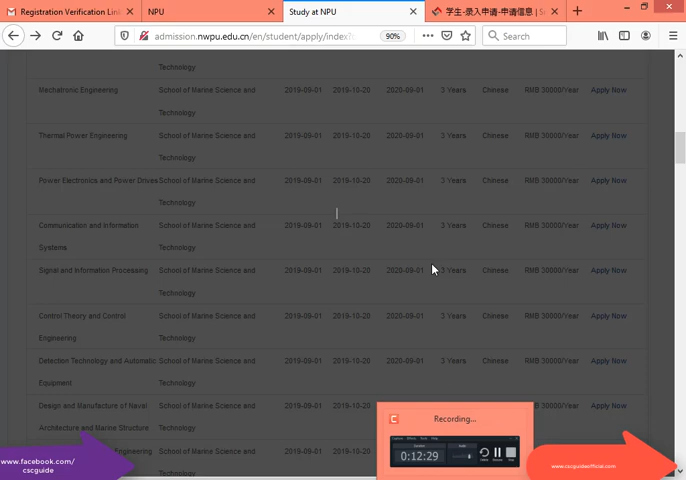 Registration Verification Lin
NPU
Study at NPU
学生-录入申请-申请信息 | S
admission.nwpu.edu.cn/en/student/apply/index?
90%
Search
Technology
Mechatronic Engineering School of Marine Science and 2019-09-01 2019-10-20 2020-09-01 3 Years Chinese RMB 30000/Year Apply Now
Technology
Thermal Power Engineering School of Marine Science and 2019-09-01 2019-10-20 2020-09-01 3 Years Chinese RMB 30000/Year Apply Now
Technology
Power Electronics and Power Drives School of Marine Science and 2019-09-01 2019-10-20 2020-09-01 3 Years Chinese RMB 30000/Year Apply Now
Technology
Communication and Information School of Marine Science and 2019-09-01 2019-10-20 2020-09-01 3 Years Chinese RMB 30000/Year Apply Now
Systems Technology
Signal and Information Processing School of Marine Science and 2019-09-01 2019-10-20 2020-09-01 3 Years Chinese RMB 30000/Year Apply Now
Technology
Control Theory and Control School of Marine Science and 2019-09-01 2019-10-20 2020-09-01 3 Years Chinese RMB 30000/Year Apply Now
Engineering Technology
Detection Technology and Automatic School of Marine Science and 2019-09-01 2019-10-20 2020-09-01 3 Years Chinese RMB 30000/Year Apply Now
Equipment Technology
Design and Manufacture of Naval School of Marine Science and 2019-09-01 2019-10-20 Apply Now
Architecture and Marine Structure Technology
Engineering School of Marine Science and 2019-09-01 2019-10-20 Apply Now
Technology
Recording...
0:12:29
www.facebook.com/
cscguide
www.cscguideofficial.com